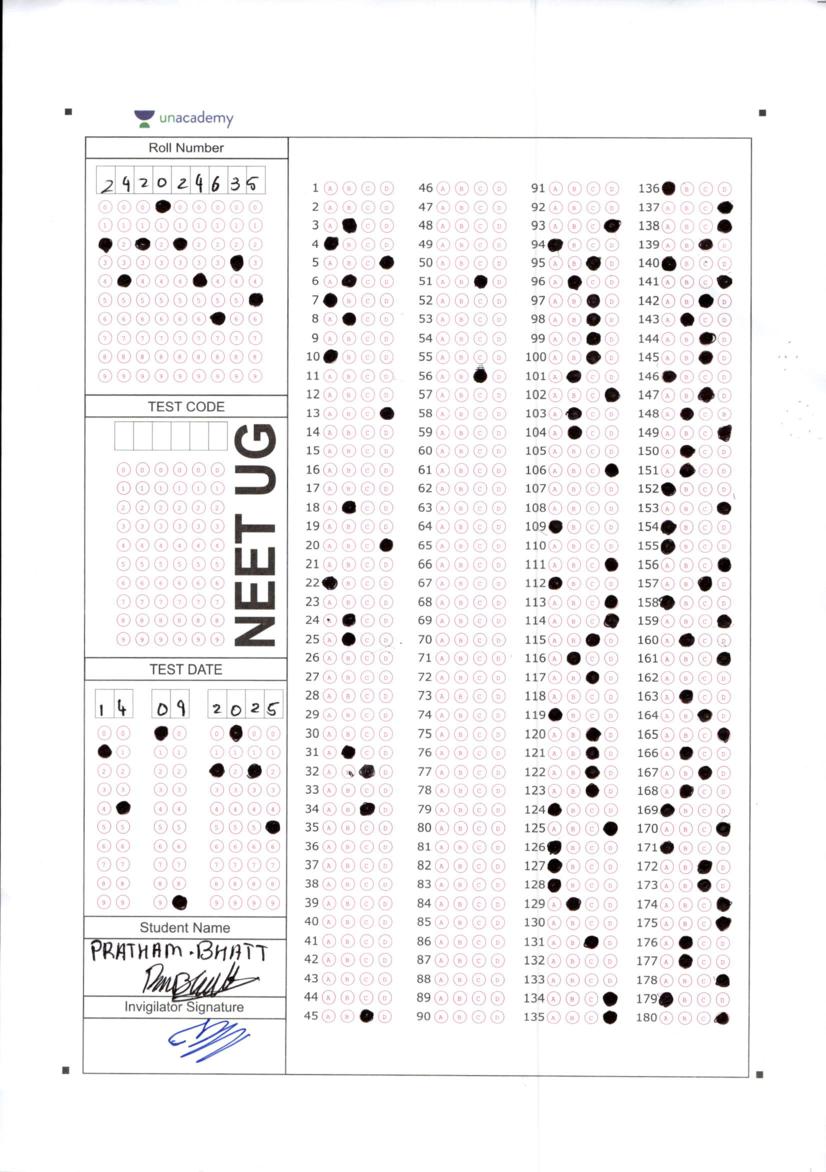 unacademy
Roll Number
2 4 2 0 2 4 6 3 5
TEST CODE
NEET UG
TEST DATE
1 4 0 9 2 0 2 5
Student Name
PRATHAM.BHATT
Invigilator Signature
1 A B C D 46 A B C D 91 A B C D 136 B C D
2 A B C D 47 A B C D 92 A B C D 137 A B C
3 A C D 48 A B C D 93 A B C 138 A B C
4 B C D 49 A B C D 94 B C D 139 A B D
5 A B C 50 A B C D 95 A B D 140 B C D
6 A C D 51 A B D 96 A C D 141 A B C
7 B C D 52 A B C D 97 A B D 142 A B D
8 A C D 53 A B C D 98 A B D 143 A C D
9 A B C D 54 A B C D 99 A B D 144 A B D
10 B C D 55 A B C D 100 A B D 145 A B D
11 A B C D 56 A B D 101 A C D 146 B C D
12 A B C D 57 A B C D 102 A B C 147 A B D
13 A B C 58 A B C D 103 A C D 148 A C D
14 A B C D 59 A B C D 104 A C D 149 A B C
15 A B C D 60 A B C D 105 A B C D 150 A C D
16 A B C D 61 A B C D 106 A B C 151 A C D
17 A B C D 62 A B C D 107 A B C D 152 B C D
18 A C D 63 A B C D 108 A B C D 153 A B C
19 A B C D 64 A B C D 109 B C D 154 B C D
20 A B C 65 A B C D 110 A B C D 155 B C D
21 A B C D 66 A B C D 111 A B C 156 A B C
22 B C D 67 A B C D 112 B C D 157 A B D
23 A B C D 68 A B C D 113 A B C 158 B C D
24 A C D 69 A B C D 114 A B C 159 A B C
25 A C D 70 A B C D 115 A B D 160 A C D
26 A B C D 71 A B C D 116 A C D 161 A B C
27 A B C D 72 A B C D 117 A B D 162 A B C D
28 A B C D 73 A B C D 118 A B C D 163 A C D
29 A B C D 74 A B C D 119 B C D 164 A B D
30 A B C D 75 A B C D 120 A B D 165 A B C
31 A C D 76 A B C D 121 A B D 166 A C D
32 A D 77 A B C D 122 A B D 167 A B D
33 A B C D 78 A B C D 123 A B D 168 A C D
34 A B D 79 A B C D 124 B C D 169 B C D
35 A B C D 80 A B C D 125 A B C 170 A B C
36 A B C D 81 A B C D 126 B C D 171 B C D
37 A B C D 82 A B C D 127 B C D 172 A B D
38 A B C D 83 A B C D 128 B C D 173 A B D
39 A B C D 84 A B C D 129 A C D 174 A B C
40 A B C D 85 A B C D 130 A B C D 175 A B C
41 A B C D 86 A B C D 131 A B D 176 A C D
42 A B C D 87 A B C D 132 A B C D 177 A C D
43 A B C D 88 A B C D 133 A B C D 178 A B C
44 A B C D 89 A B C D 134 A B C 179 B C D
45 A B D 90 A B C D 135 A B C 180 A B C